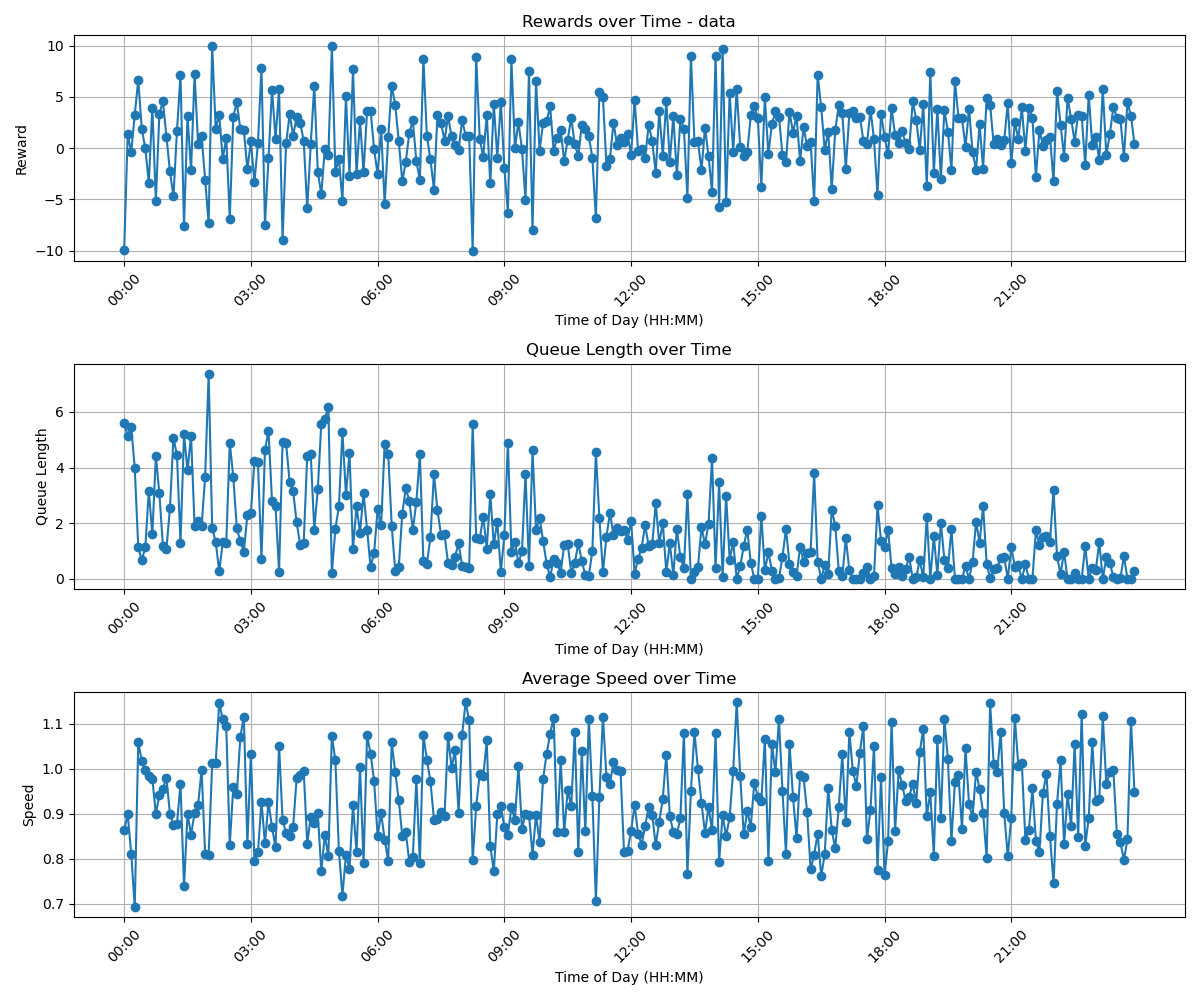 Rewards over Time - data
Reward
10
5
0
−5
−10
00:00 03:00 06:00 09:00 12:00 15:00 18:00 21:00
Time of Day (HH:MM)
Queue Length over Time
Queue Length
6
4
2
0
00:00 03:00 06:00 09:00 12:00 15:00 18:00 21:00
Time of Day (HH:MM)
Average Speed over Time
Speed
1.1
1.0
0.9
0.8
0.7
00:00 03:00 06:00 09:00 12:00 15:00 18:00 21:00
Time of Day (HH:MM)